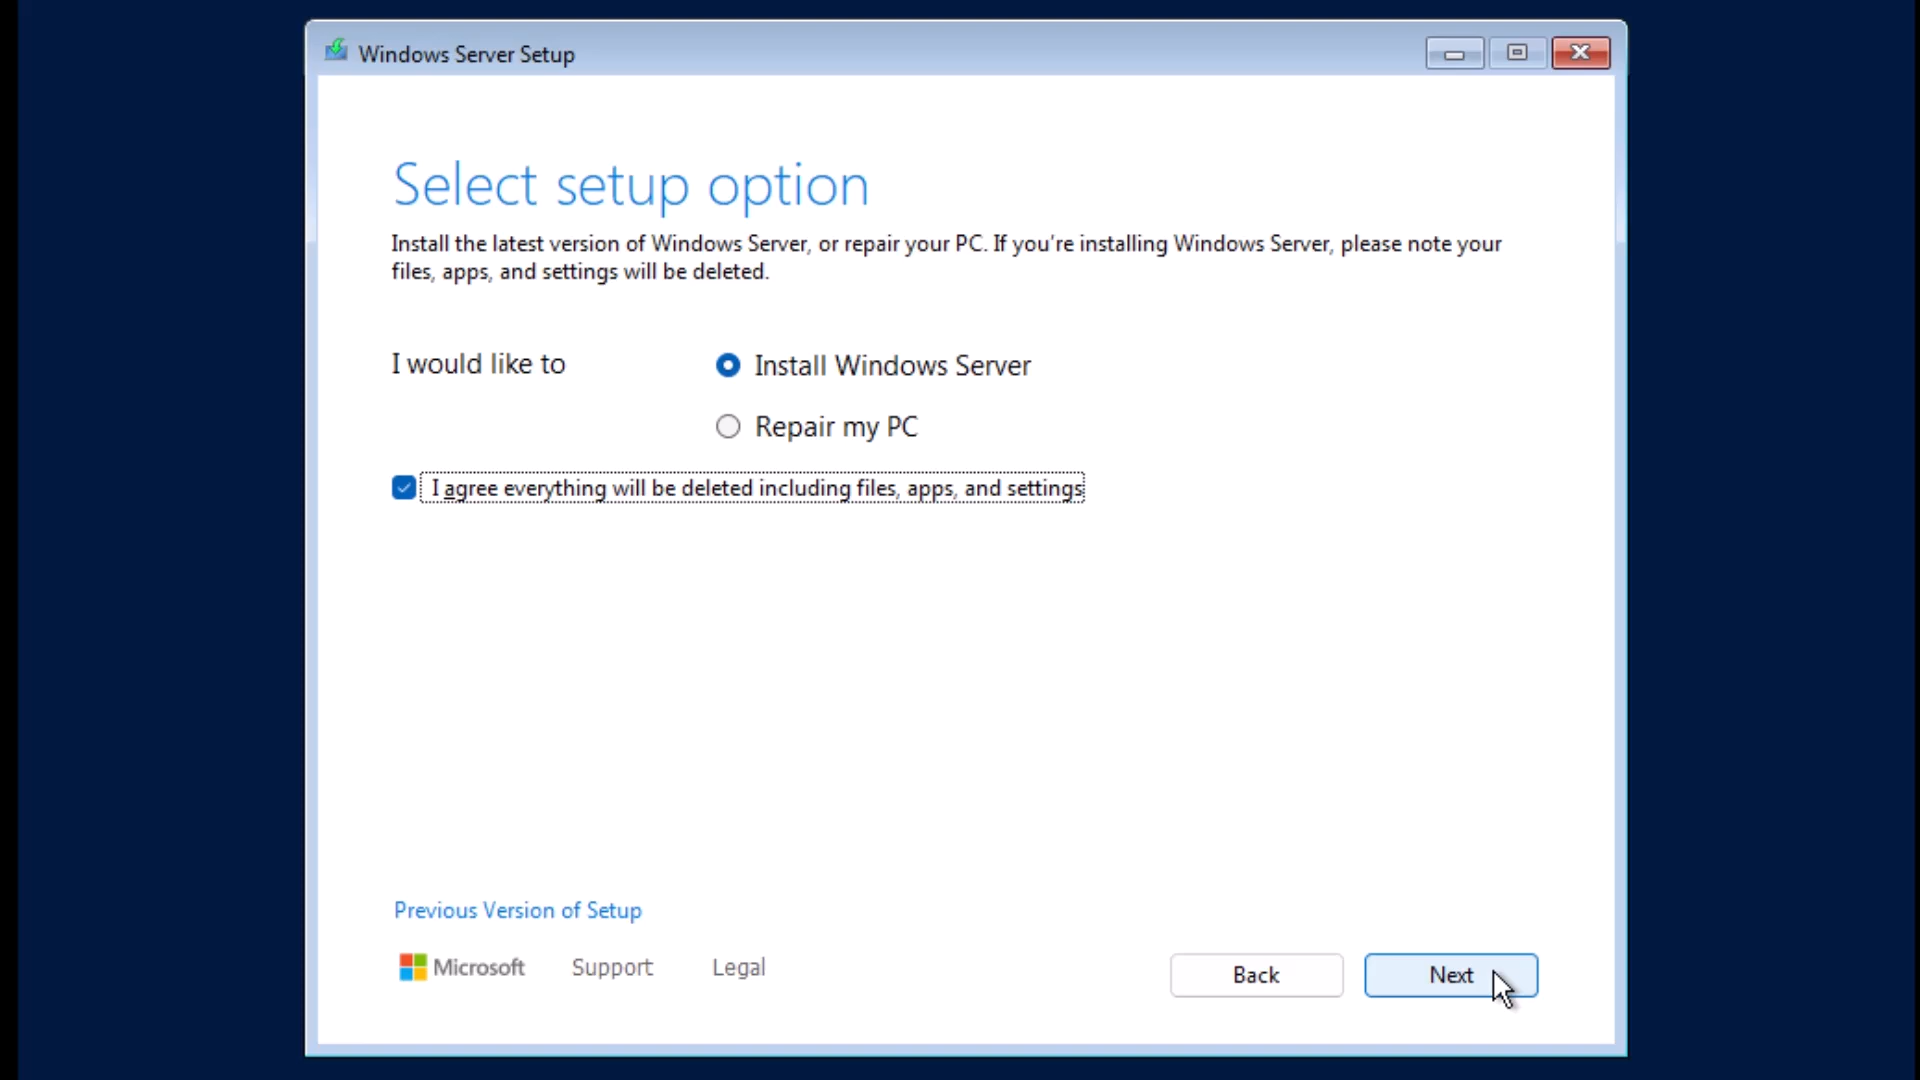 Windows Server Setup
Select setup option
Install the latest version of Windows Server, or repair your PC. If you're installing Windows Server, please note your
files, apps, and settings will be deleted.
I would like to
Install Windows Server
Repair my PC
I agree everything will be deleted including files, apps, and settings
Previous Version of Setup
Microsoft Support Legal
Back Next